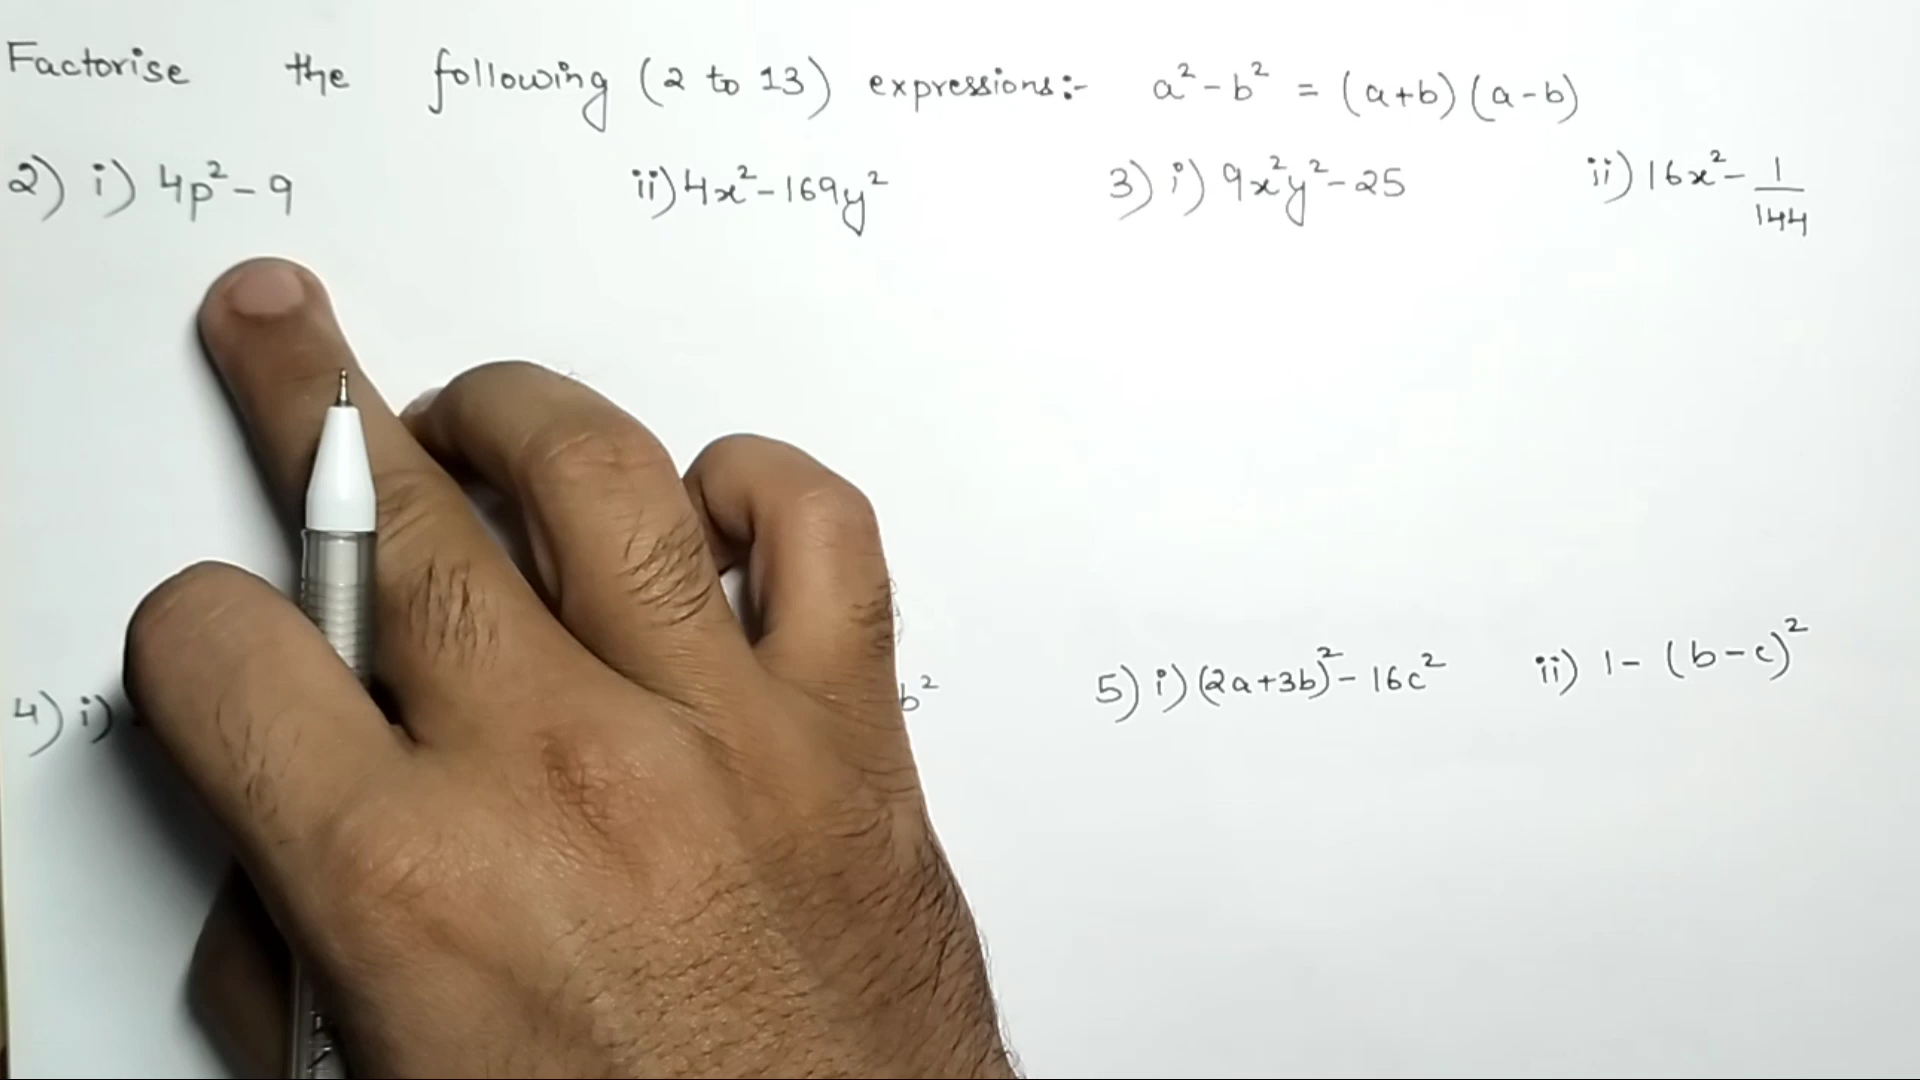 Factorise the following (2 to 13) expressions:- a² - b² = (a+b) (a-b)
2) i) 4p² - 9 ii) 4x² - 169y² 3) i) 9x²y² - 25 ii) 16x² - 1/144
4) i) b² 5) i) (2a+3b)² - 16c² ii) 1 - (b-c)²